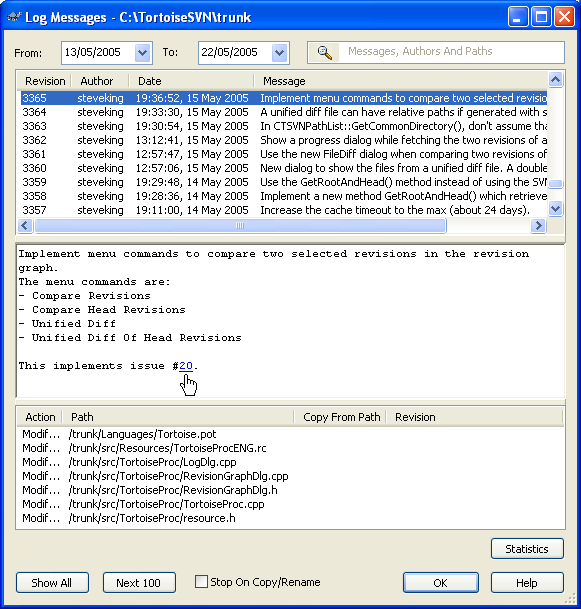 Log Messages - C:\TortoiseSVN\trunk
From: 13/05/2005 To: 22/05/2005 Messages, Authors And Paths
Revision Author Date Message
3365 steveking 19:36:52, 15 May 2005 Implement menu commands to compare two selected revisio
3364 steveking 19:33:30, 15 May 2005 A unified diff file can have relative paths if generated with s
3363 steveking 19:30:54, 15 May 2005 In CTSVNPathList::GetCommonDirectory(), don't assume tha
3362 steveking 13:12:41, 15 May 2005 Show a progress dialog while fetching the two revisions of a
3361 steveking 12:57:47, 15 May 2005 Use the new FileDiff dialog when comparing two revisions of
3360 steveking 12:57:06, 15 May 2005 New dialog to show the files from a unified diff file. A double
3359 steveking 19:29:48, 14 May 2005 Use the GetRootAndHead() method instead of using the SVN
3358 steveking 19:28:36, 14 May 2005 Implement a new method GetRootAndHead() which retrieve
3357 steveking 19:11:00, 14 May 2005 Increase the cache timeout to the max (about 24 days).
Implement menu commands to compare two selected revisions in the revision
graph.
The menu commands are:
- Compare Revisions
- Compare Head Revisions
- Unified Diff
- Unified Diff Of Head Revisions
This implements issue #20.
Action Path Copy From Path Revision
Modif... /trunk/Languages/Tortoise.pot
Modif... /trunk/src/Resources/TortoiseProcENG.rc
Modif... /trunk/src/TortoiseProc/LogDlg.cpp
Modif... /trunk/src/TortoiseProc/RevisionGraphDlg.cpp
Modif... /trunk/src/TortoiseProc/RevisionGraphDlg.h
Modif... /trunk/src/TortoiseProc/TortoiseProc.cpp
Modif... /trunk/src/TortoiseProc/resource.h
Statistics
Show All Next 100 Stop On Copy/Rename OK Help